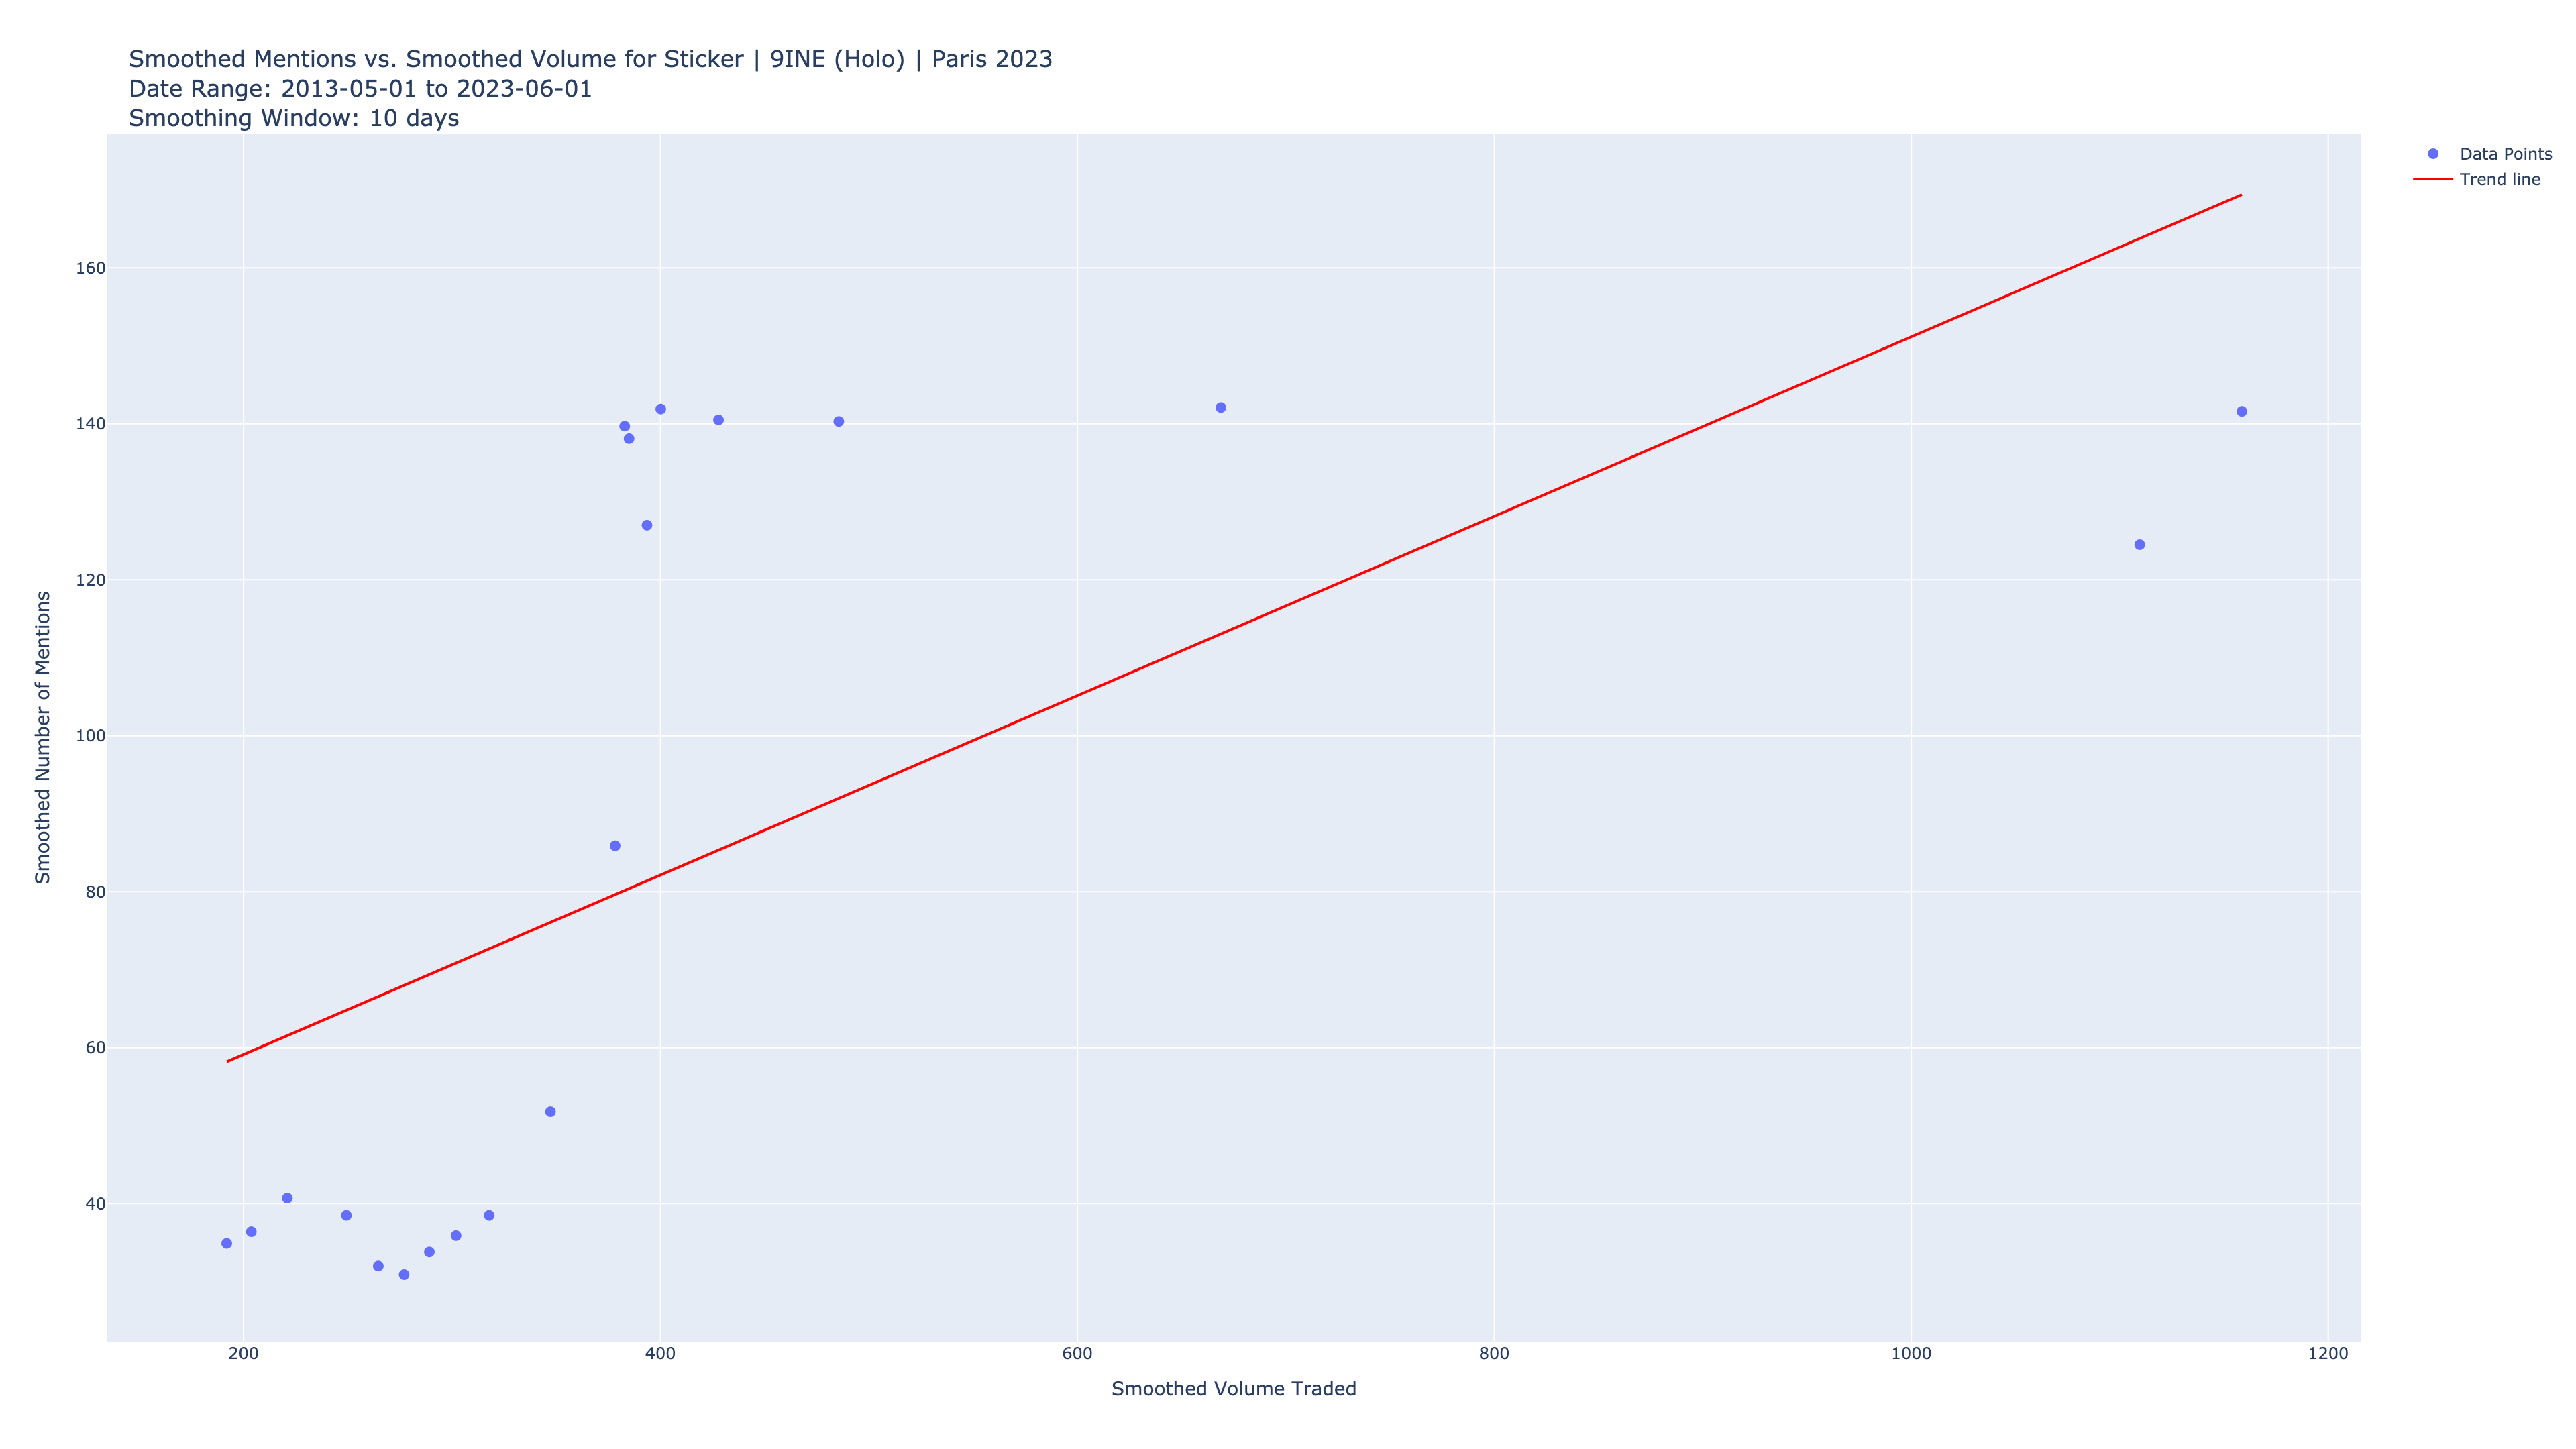 Smoothed Mentions vs. Smoothed Volume for Sticker | 9INE (Holo) | Paris 2023
Date Range: 2013-05-01 to 2023-06-01
Smoothing Window: 10 days
Data Points
Trend line
160
140
120
100
80
60
40
Smoothed Number of Mentions
200
400
600
800
1000
1200
Smoothed Volume Traded